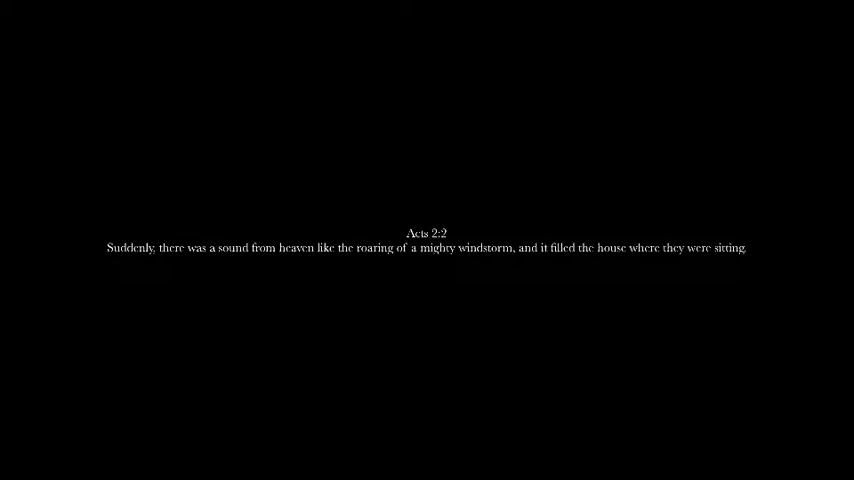 Acts 2:2
Suddenly, there was a sound from heaven like the roaring of a mighty windstorm, and it filled the house where they were sitting.